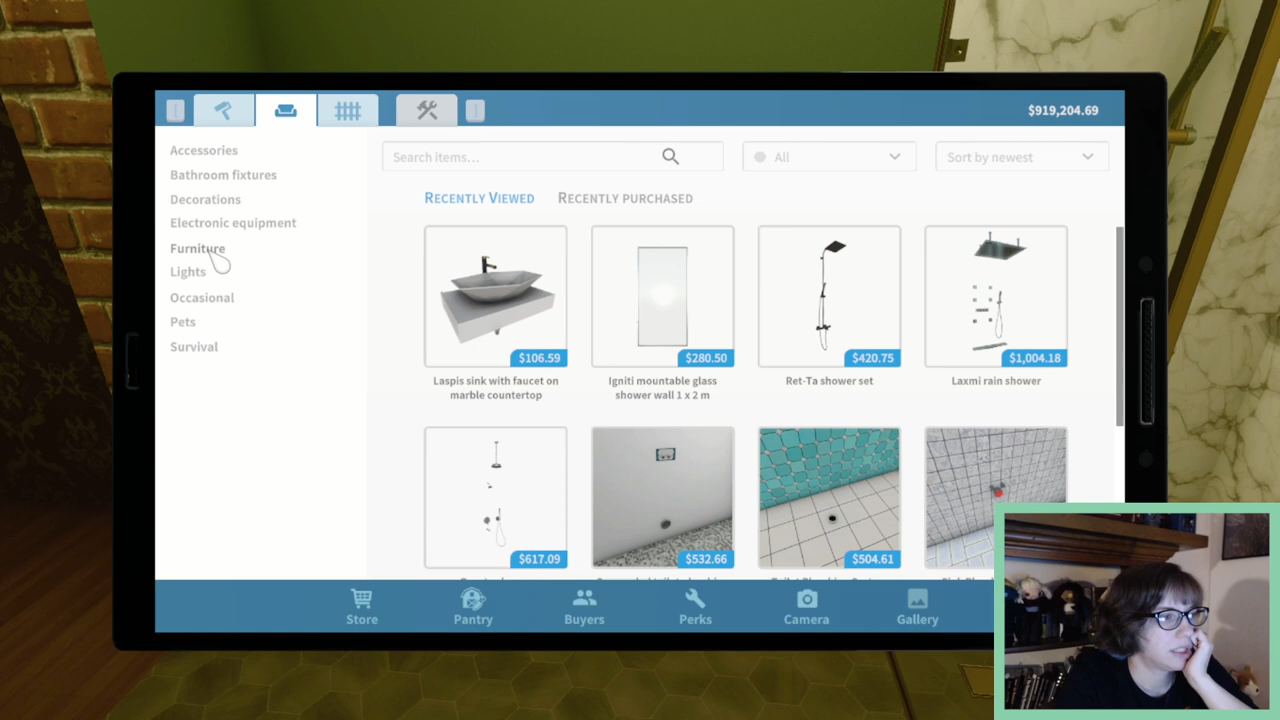 $919,204.69
Accessories
Bathroom fixtures
Decorations
Electronic equipment
Furniture
Lights
Occasional
Pets
Survival
Search items...
All
Sort by newest
RECENTLY VIEWED
RECENTLY PURCHASED
$106.59
Laspis sink with faucet on
marble countertop
$280.50
Igniti mountable glass
shower wall 1 x 2 m
$420.75
Ret-Ta shower set
$1,004.18
Laxmi rain shower
$617.09
$532.66
$504.61
Store
Pantry
Buyers
Perks
Camera
Gallery